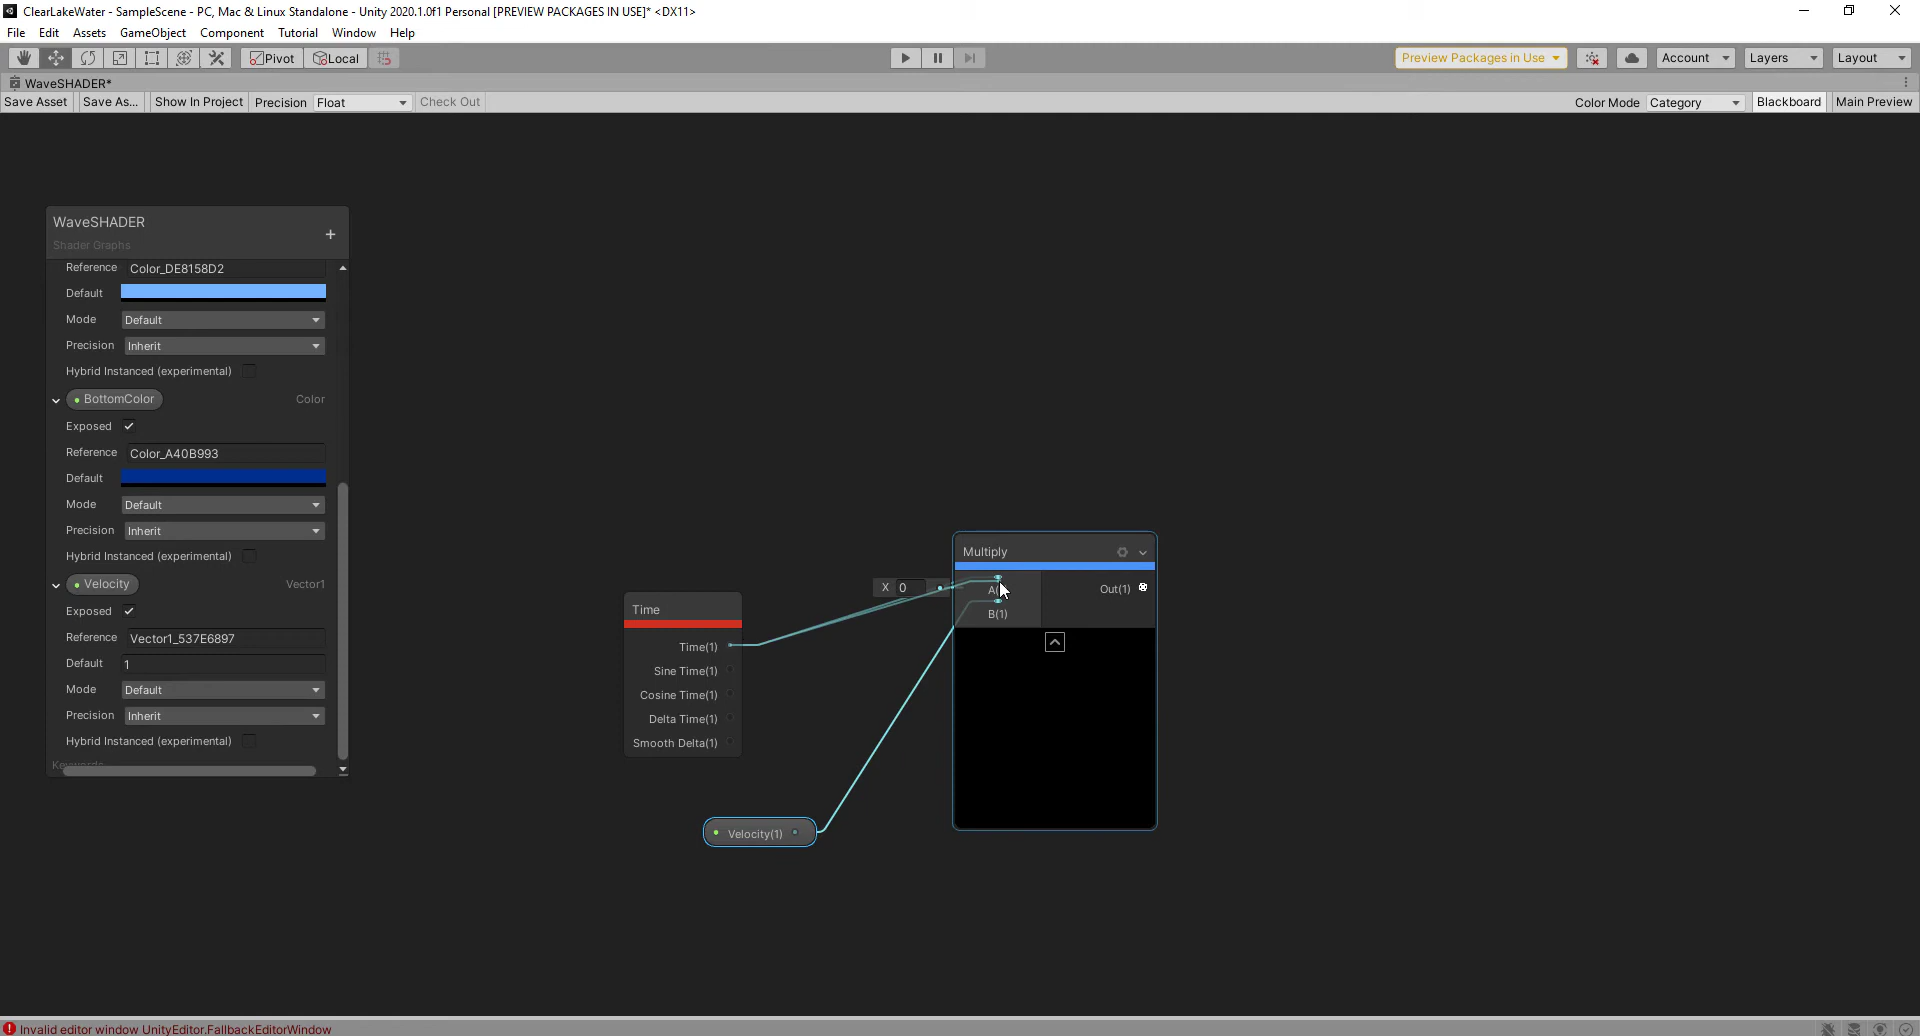 ClearLakeWater - SampleScene - PC, Mac & Linux Standalone - Unity 2020.1.0f1 Personal [PREVIEW PACKAGES IN USE]* <DX11>
File Edit Assets GameObject Component Tutorial Window Help
Pivot Local Preview Packages in Use Account Layers Layout
WaveSHADER*
Save Asset Save As... Show In Project Precision Float Check Out Color Mode Category Blackboard Main Preview
WaveSHADER
Shader Graphs
Reference Color_DE8158D2
Default
Mode Default
Precision Inherit
Hybrid Instanced (experimental)
BottomColor Color
Exposed
Reference Color_A40B993
Default
Mode Default
Precision Inherit
Hybrid Instanced (experimental)
Velocity Vector1
Exposed
Reference Vector1_537E6897
Default 1
Mode Default
Precision Inherit
Hybrid Instanced (experimental)
Keywords
Time
Time(1)
Sine Time(1)
Cosine Time(1)
Delta Time(1)
Smooth Delta(1)
Velocity(1)
X 0
Multiply
Out(1)
B(1)
Invalid editor window UnityEditor.FallbackEditorWindow